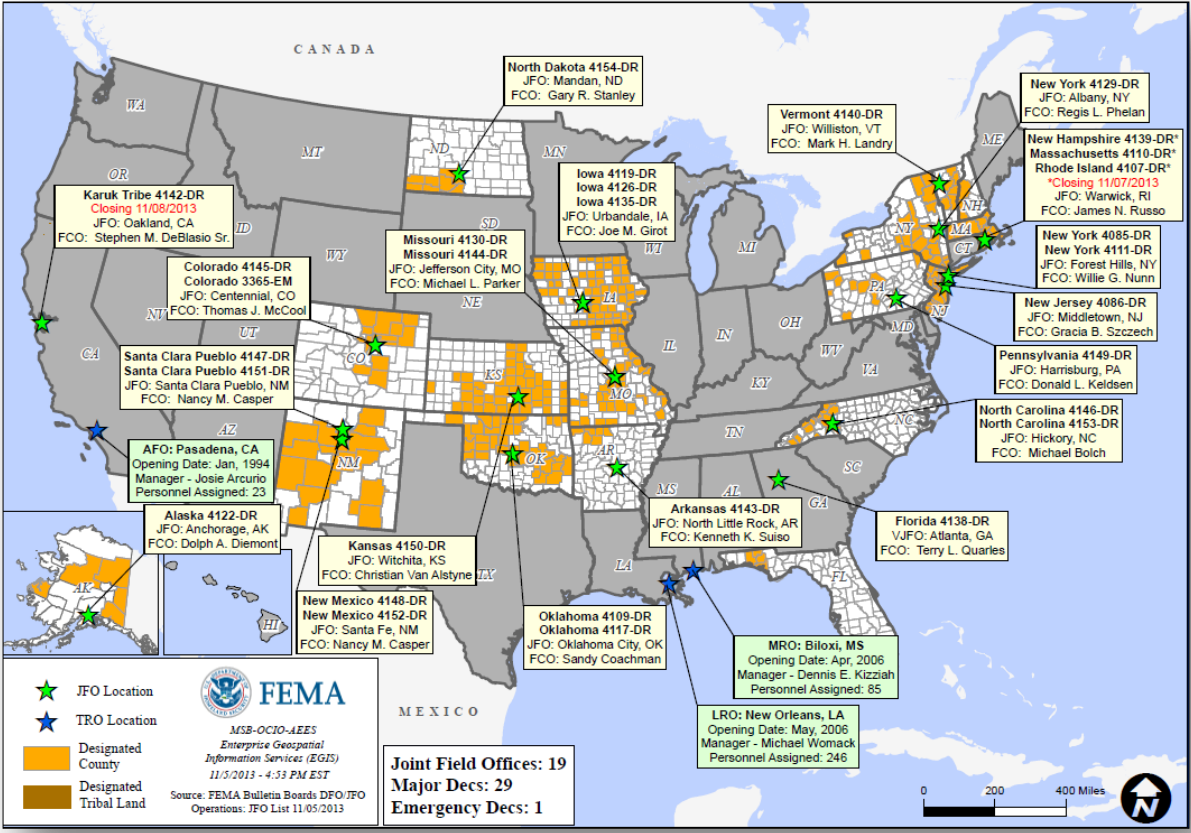 CANADA
North Dakota 4154-DR
JFO: Mandan, ND
FCO: Gary R. Stanley
New York 4129-DR
JFO: Albany, NY
FCO: Regis L. Phelan
Vermont 4140-DR
JFO: Williston, VT
FCO: Mark H. Landry
New Hampshire 4139-DR*
Massachusetts 4110-DR*
Rhode Island 4107-DR*
*Closing 11/07/2013
JFO: Warwick, RI
FCO: James N. Russo
Iowa 4119-DR
Iowa 4126-DR
Iowa 4135-DR
JFO: Urbandale, IA
FCO: Joe M. Girot
Karuk Tribe 4142-DR
Closing 11/08/2013
JFO: Oakland, CA
FCO: Stephen M. DeBlasio Sr.
Missouri 4130-DR
Missouri 4144-DR
JFO: Jefferson City, MO
FCO: Michael L. Parker
New York 4085-DR
New York 4111-DR
JFO: Forest Hills, NY
FCO: Willie G. Nunn
Colorado 4145-DR
Colorado 3365-EM
JFO: Centennial, CO
FCO: Thomas J. McCool
New Jersey 4086-DR
JFO: Middletown, NJ
FCO: Gracia B. Szczech
Santa Clara Pueblo 4147-DR
Santa Clara Pueblo 4151-DR
JFO: Santa Clara Pueblo, NM
FCO: Nancy M. Casper
Pennsylvania 4149-DR
JFO: Harrisburg, PA
FCO: Donald L. Keldsen
North Carolina 4146-DR
North Carolina 4153-DR
JFO: Hickory, NC
FCO: Michael Bolch
AFO: Pasadena, CA
Opening Date: Jan, 1994
Manager - Josie Arcurio
Personnel Assigned: 23
Alaska 4122-DR
JFO: Anchorage, AK
FCO: Dolph A. Diemont
Arkansas 4143-DR
JFO: North Little Rock, AR
FCO: Kenneth K. Suiso
Florida 4138-DR
VJFO: Atlanta, GA
FCO: Terry L. Quarles
Kansas 4150-DR
JFO: Witchita, KS
FCO: Christian Van Alstyne
New Mexico 4148-DR
New Mexico 4152-DR
JFO: Santa Fe, NM
FCO: Nancy M. Casper
Oklahoma 4109-DR
Oklahoma 4117-DR
JFO: Oklahoma City, OK
FCO: Sandy Coachman
MRO: Biloxi, MS
Opening Date: Apr, 2006
Manager - Dennis E. Kizziah
Personnel Assigned: 85
LRO: New Orleans, LA
Opening Date: May, 2006
Manager - Michael Womack
Personnel Assigned: 246
WA
OR
MT
ID
WY
NV
UT
CA
AZ
CO
NM
ND
SD
NE
KS
OK
TX
MN
IA
MO
AR
LA
WI
IL
MI
IN
OH
KY
TN
MS
AL
GA
FL
SC
NC
VA
WV
MD
PA
NJ
NY
CT
MA
NH
ME
AK
HI
MEXICO
JFO Location
TRO Location
Designated
County
Designated
Tribal Land
FEMA
MSB-OCIO-AEES
Enterprise Geospatial
Information Services (EGIS)
11/5/2013 - 4:53 PM EST
Source: FEMA Bulletin Boards DFO/JFO
Operations: JFO List 11/05/2013
Joint Field Offices: 19
Major Decs: 29
Emergency Decs: 1
0 200 400 Miles
N